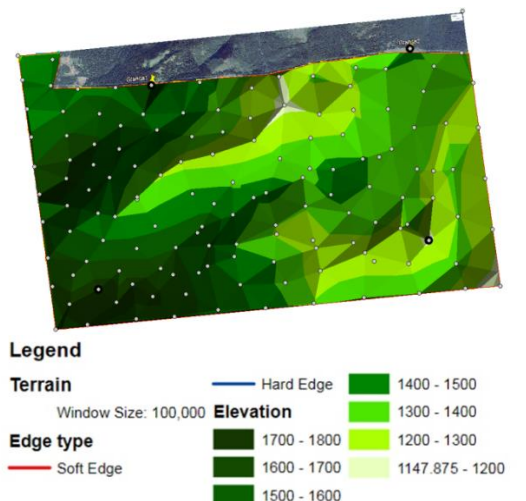 Legend
Terrain
Window Size: 100,000
Edge type
Soft Edge
Hard Edge
Elevation
1700 - 1800
1600 - 1700
1500 - 1600
1400 - 1500
1300 - 1400
1200 - 1300
1147.875 - 1200